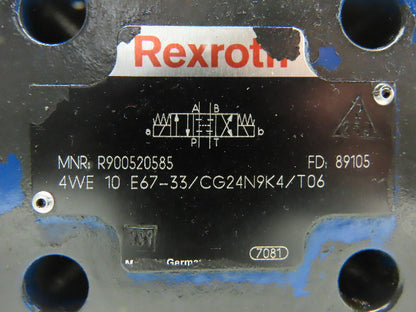 Rexroth
A B
a b
P T
MNR: R900520585 FD: 89105
4WE 10 E67--33/CG24N9K4/T06
7081